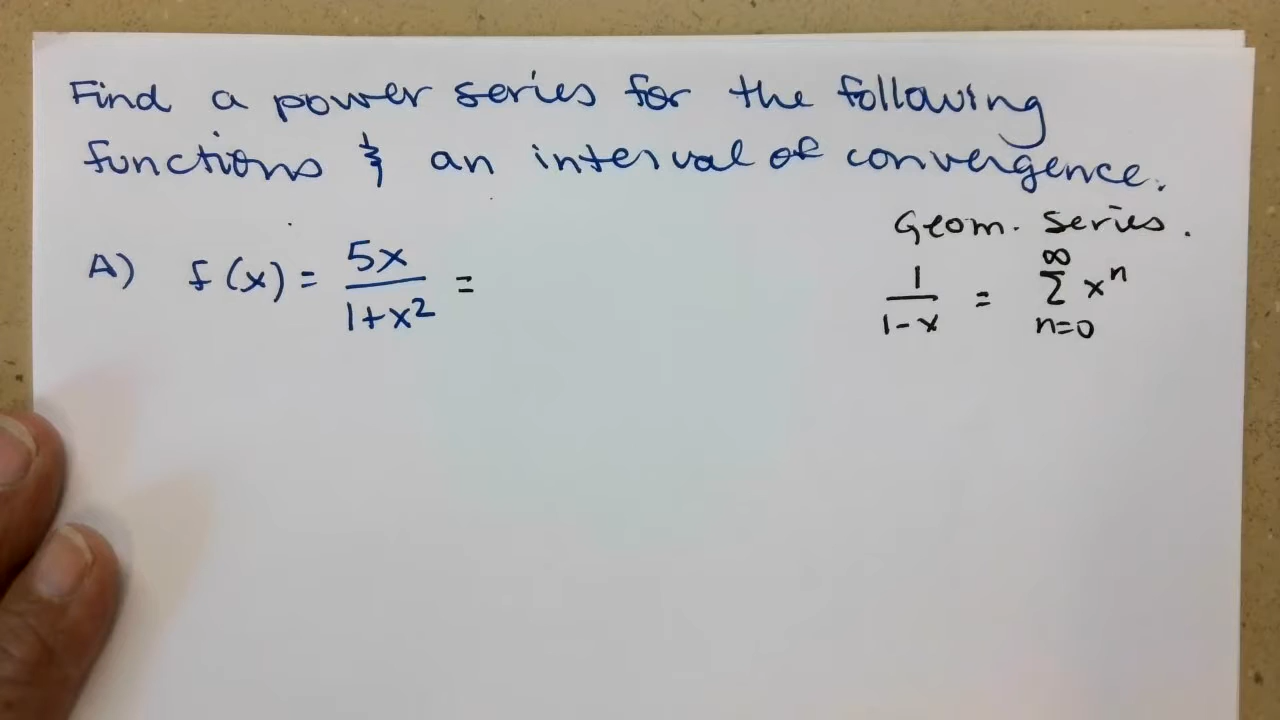 Find a power series for the following
functions & an interval of convergence.
Geom. series.
A) f(x) = 5x/(1+x²) =
1/(1-x) = ∞∑n=0 xⁿ